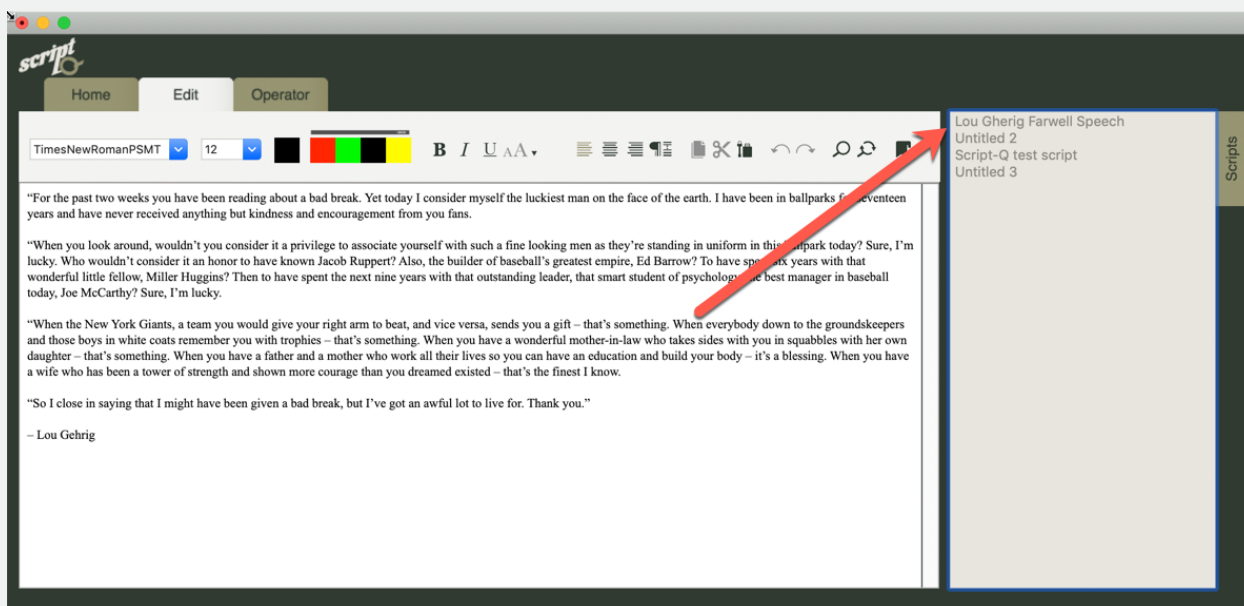 script Q
Home Edit Operator
TimesNewRomanPSMT 12 B I U AA
“For the past two weeks you have been reading about a bad break. Yet today I consider myself the luckiest man on the face of the earth. I have been in ballparks seventeen
years and have never received anything but kindness and encouragement from you fans.
“When you look around, wouldn’t you consider it a privilege to associate yourself with such a fine looking men as they’re standing in uniform in this ballpark today? Sure, I’m
lucky. Who wouldn’t consider it an honor to have known Jacob Ruppert? Also, the builder of baseball’s greatest empire, Ed Barrow? To have six years with that
wonderful little fellow, Miller Huggins? Then to have spent the next nine years with that outstanding leader, that smart student of psychology best manager in baseball
today, Joe McCarthy? Sure, I’m lucky.
“When the New York Giants, a team you would give your right arm to beat, and vice versa, sends you a gift – that’s something. When everybody down to the groundskeepers
and those boys in white coats remember you with trophies – that’s something. When you have a wonderful mother-in-law who takes sides with you in squabbles with her own
daughter – that’s something. When you have a father and a mother who work all their lives so you can have an education and build your body – it’s a blessing. When you have
a wife who has been a tower of strength and shown more courage than you dreamed existed – that’s the finest I know.
“So I close in saying that I might have been given a bad break, but I’ve got an awful lot to live for. Thank you.”
– Lou Gehrig
Lou Gherig Farwell Speech
Untitled 2
Script-Q test script
Untitled 3
Scripts